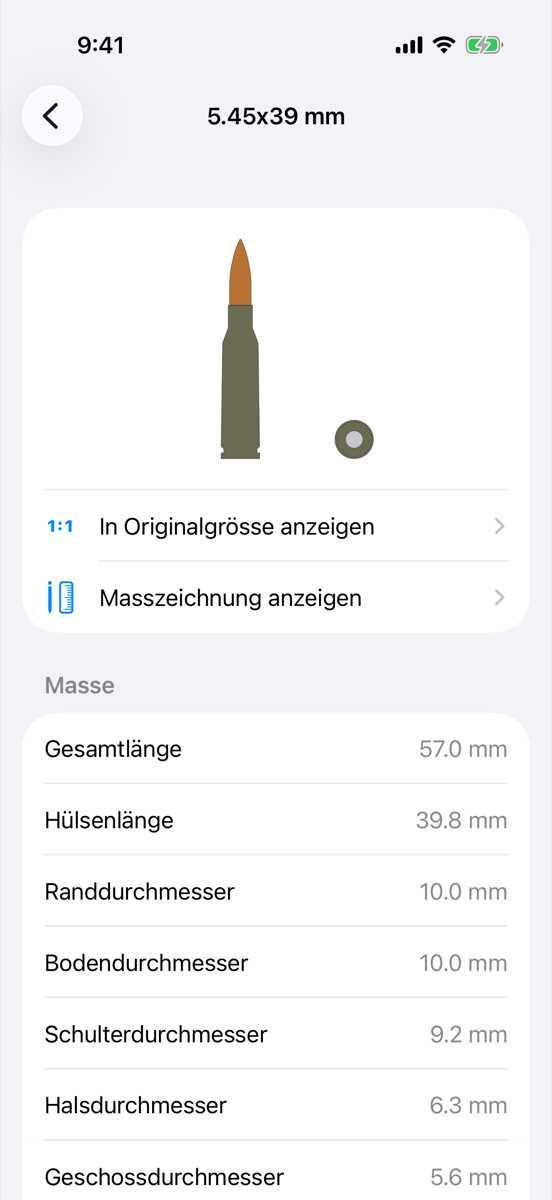 9:41
5.45x39 mm
1:1 In Originalgrösse anzeigen
Masszeichnung anzeigen
Masse
Gesamtlänge 57.0 mm
Hülsenlänge 39.8 mm
Randdurchmesser 10.0 mm
Bodendurchmesser 10.0 mm
Schulterdurchmesser 9.2 mm
Halsdurchmesser 6.3 mm
Geschossdurchmesser 5.6 mm